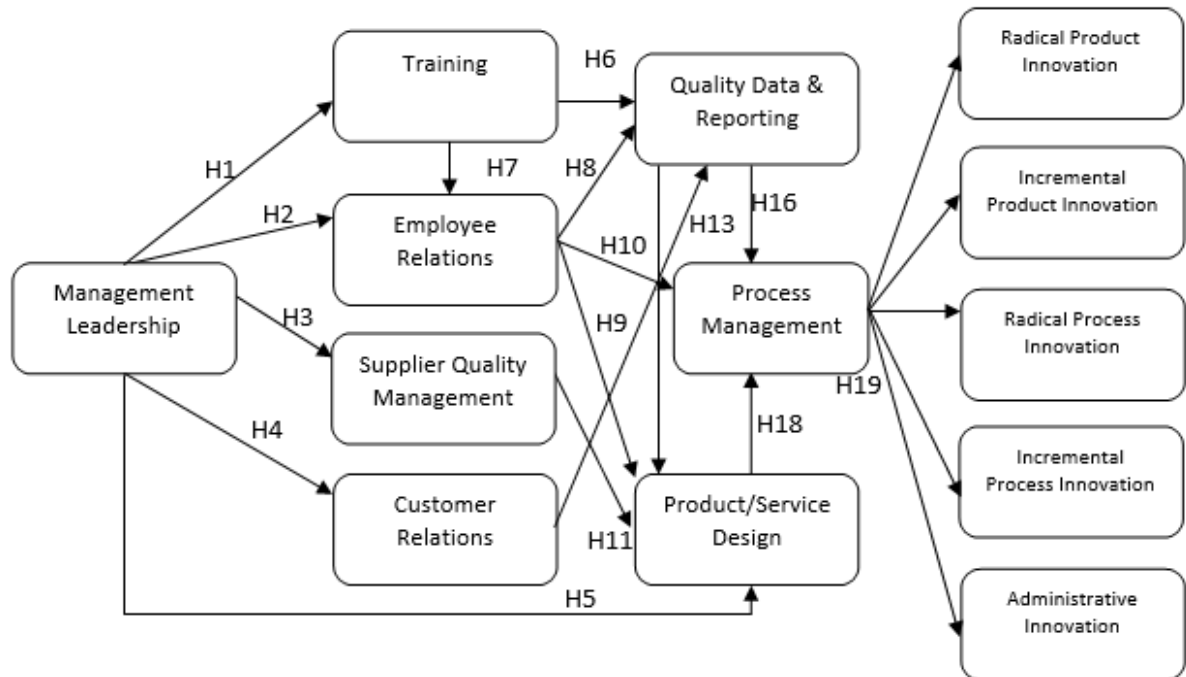 Training
H6
Quality Data &
Reporting
Radical Product
Innovation
H1
H7
H8
H2
Employee
Relations
H10
H13
H16
Incremental
Product Innovation
Management
Leadership
H3
H9
Process
Management
Radical Process
Innovation
Supplier Quality
Management
H19
H4
H18
Customer
Relations
H11
Product/Service
Design
Incremental
Process Innovation
H5
Administrative
Innovation